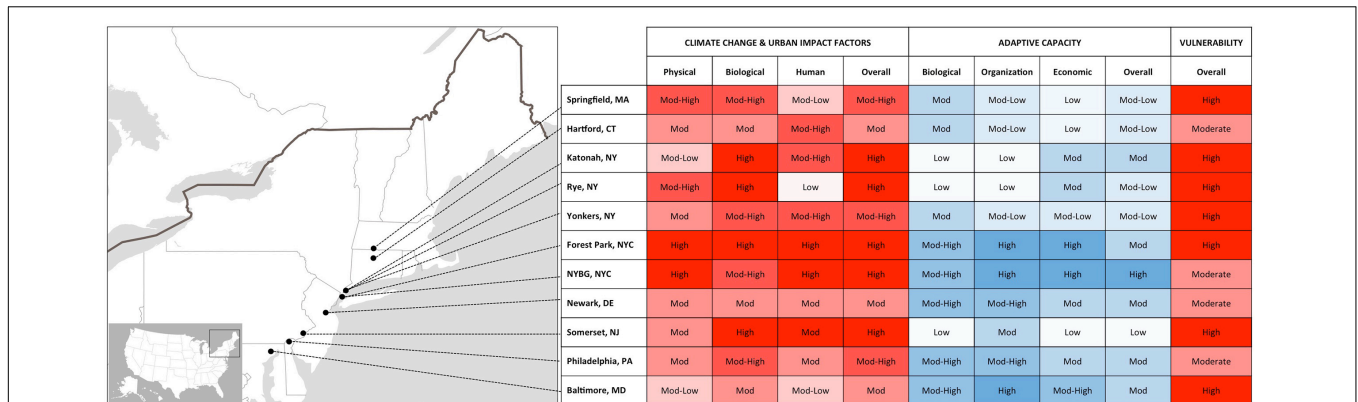 CLIMATE CHANGE & URBAN IMPACT FACTORS ADAPTIVE CAPACITY VULNERABILITY
Physical Biological Human Overall Biological Organization Economic Overall Overall
Springfield, MA Mod-High Mod-High Mod-Low Mod-High Mod Mod-Low Low Mod-Low High
Hartford, CT Mod Mod Mod-High Mod Mod Mod-Low Low Mod-Low Moderate
Katonah, NY Mod-Low High Mod-High High Low Low Mod Mod High
Rye, NY Mod-High High Low High Low Low Mod Mod-Low High
Yonkers, NY Mod Mod-High Mod-High Mod-High Mod Mod-Low Mod-Low Mod-Low High
Forest Park, NYC High High High High Mod-High High High Mod High
NYBG, NYC High Mod-High High High Mod-High High High High Moderate
Newark, DE Mod Mod Mod Mod Mod-High Mod-High Mod Mod Moderate
Somerset, NJ Mod High Mod High Low Mod Low Low High
Philadelphia, PA Mod Mod-High Mod Mod-High Mod-High Mod-High Mod Mod Moderate
Baltimore, MD Mod-Low Mod Mod-Low Mod Mod-High High Mod-High Mod High